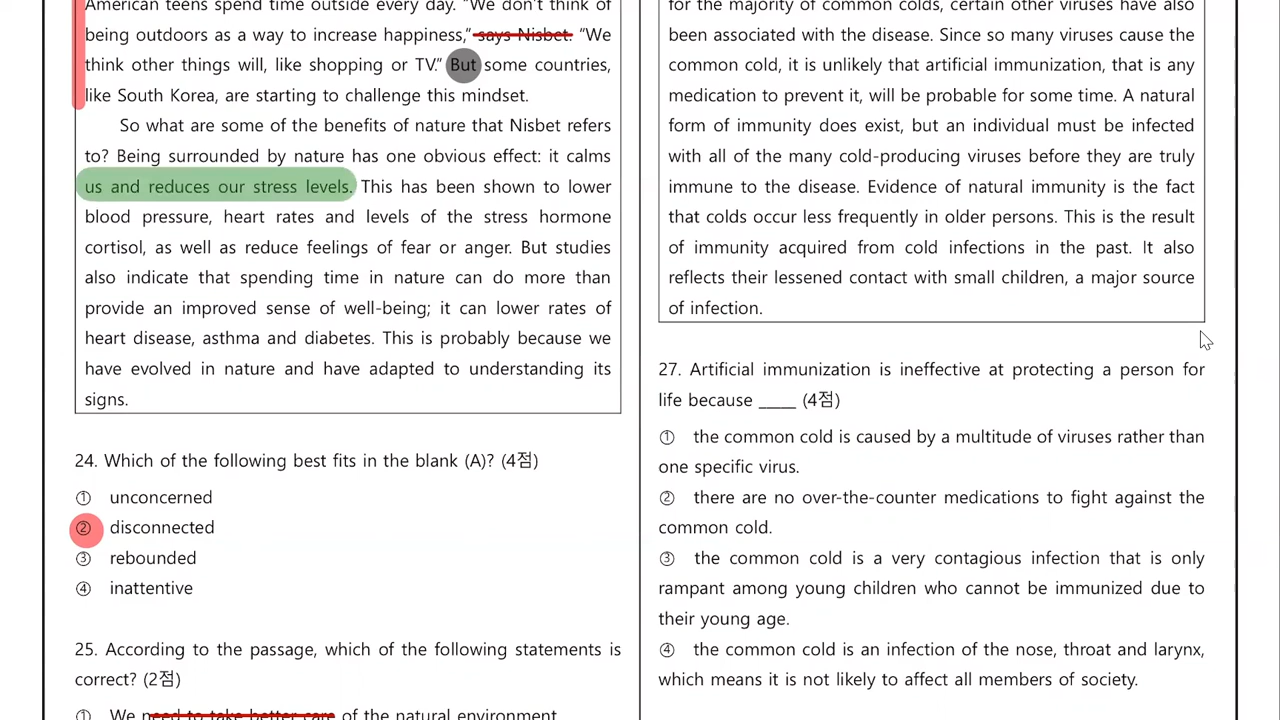 American teens spend time outside every day. “We don’t think of
being outdoors as a way to increase happiness,” says Nisbet. “We
think other things will, like shopping or TV.” But some countries,
like South Korea, are starting to challenge this mindset.
So what are some of the benefits of nature that Nisbet refers
to? Being surrounded by nature has one obvious effect: it calms
us and reduces our stress levels. This has been shown to lower
blood pressure, heart rates and levels of the stress hormone
cortisol, as well as reduce feelings of fear or anger. But studies
also indicate that spending time in nature can do more than
provide an improved sense of well-being; it can lower rates of
heart disease, asthma and diabetes. This is probably because we
have evolved in nature and have adapted to understanding its
signs.
24. Which of the following best fits in the blank (A)? (4점)
① unconcerned
② disconnected
③ rebounded
④ inattentive
25. According to the passage, which of the following statements is
correct? (2점)
① We need to take better care of the natural environment
for the majority of common colds, certain other viruses have also
been associated with the disease. Since so many viruses cause the
common cold, it is unlikely that artificial immunization, that is any
medication to prevent it, will be probable for some time. A natural
form of immunity does exist, but an individual must be infected
with all of the many cold-producing viruses before they are truly
immune to the disease. Evidence of natural immunity is the fact
that colds occur less frequently in older persons. This is the result
of immunity acquired from cold infections in the past. It also
reflects their lessened contact with small children, a major source
of infection.
27. Artificial immunization is ineffective at protecting a person for
life because ____ (4점)
① the common cold is caused by a multitude of viruses rather than
one specific virus.
② there are no over-the-counter medications to fight against the
common cold.
③ the common cold is a very contagious infection that is only
rampant among young children who cannot be immunized due to
their young age.
④ the common cold is an infection of the nose, throat and larynx,
which means it is not likely to affect all members of society.